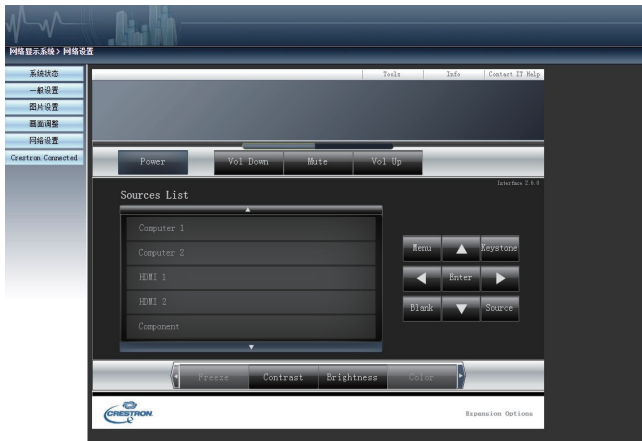 网络显示系统 > 网络设置
系统状态
一般设置
图片设置
画面调整
网络设置
Crestron Connected
Tools Info Contact IT Help
Power Vol Down Mute Vol Up
Interface 2.6.0
Sources List
Computer 1
Computer 2
HDMI 1
HDMI 2
Component
Menu Keystone
Enter
Blank Source
Freeze Contrast Brightness Color
CRESTRON
Expansion Options